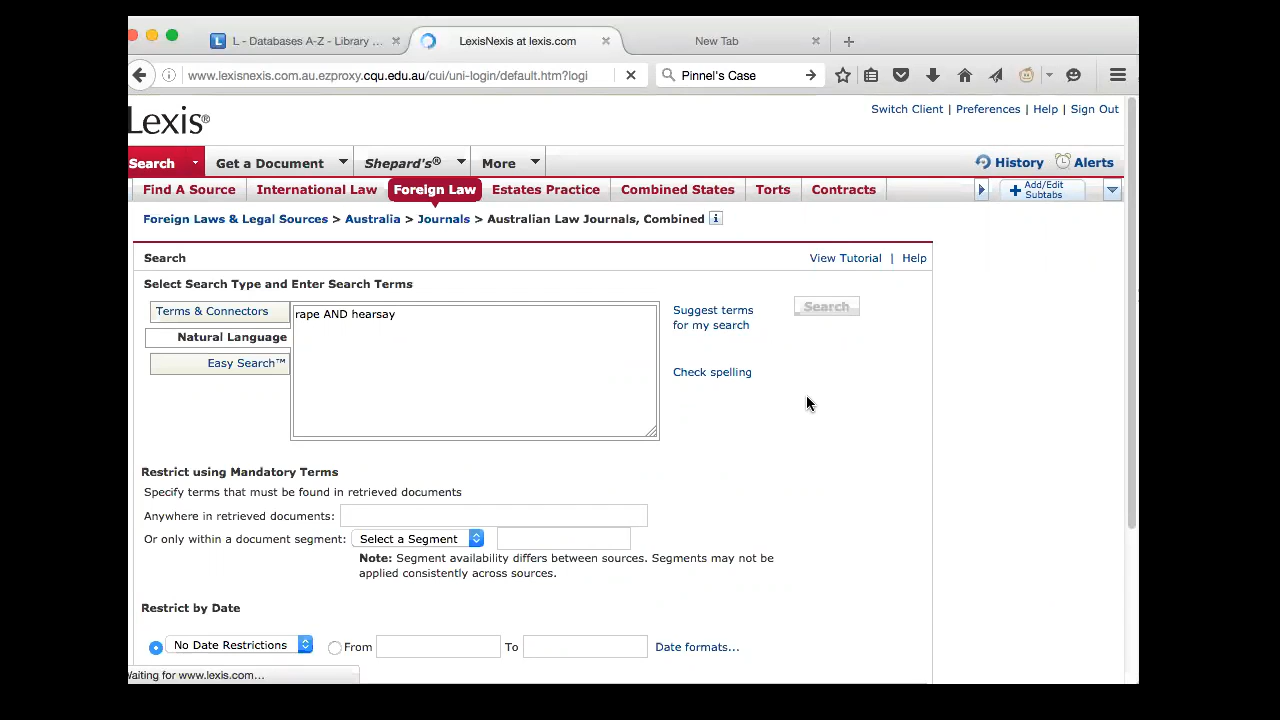 L - Databases A-Z - Library ...
LexisNexis at lexis.com
New Tab
www.lexisnexis.com.au.ezproxy.cqu.edu.au/cui/uni-login/default.htm?logi
Pinnel's Case
Lexis®
Switch Client | Preferences | Help | Sign Out
Search
Get a Document
Shepard's®
More
History
Alerts
Find A Source
International Law
Foreign Law
Estates Practice
Combined States
Torts
Contracts
Add/Edit
Subtabs
Foreign Laws & Legal Sources > Australia > Journals > Australian Law Journals, Combined i
Search
View Tutorial | Help
Select Search Type and Enter Search Terms
Terms & Connectors
Natural Language
Easy Search™
rape AND hearsay
Suggest terms
for my search
Check spelling
Search
Restrict using Mandatory Terms
Specify terms that must be found in retrieved documents
Anywhere in retrieved documents:
Or only within a document segment: Select a Segment
Note: Segment availability differs between sources. Segments may not be
applied consistently across sources.
Restrict by Date
No Date Restrictions From To Date formats...
Waiting for www.lexis.com...